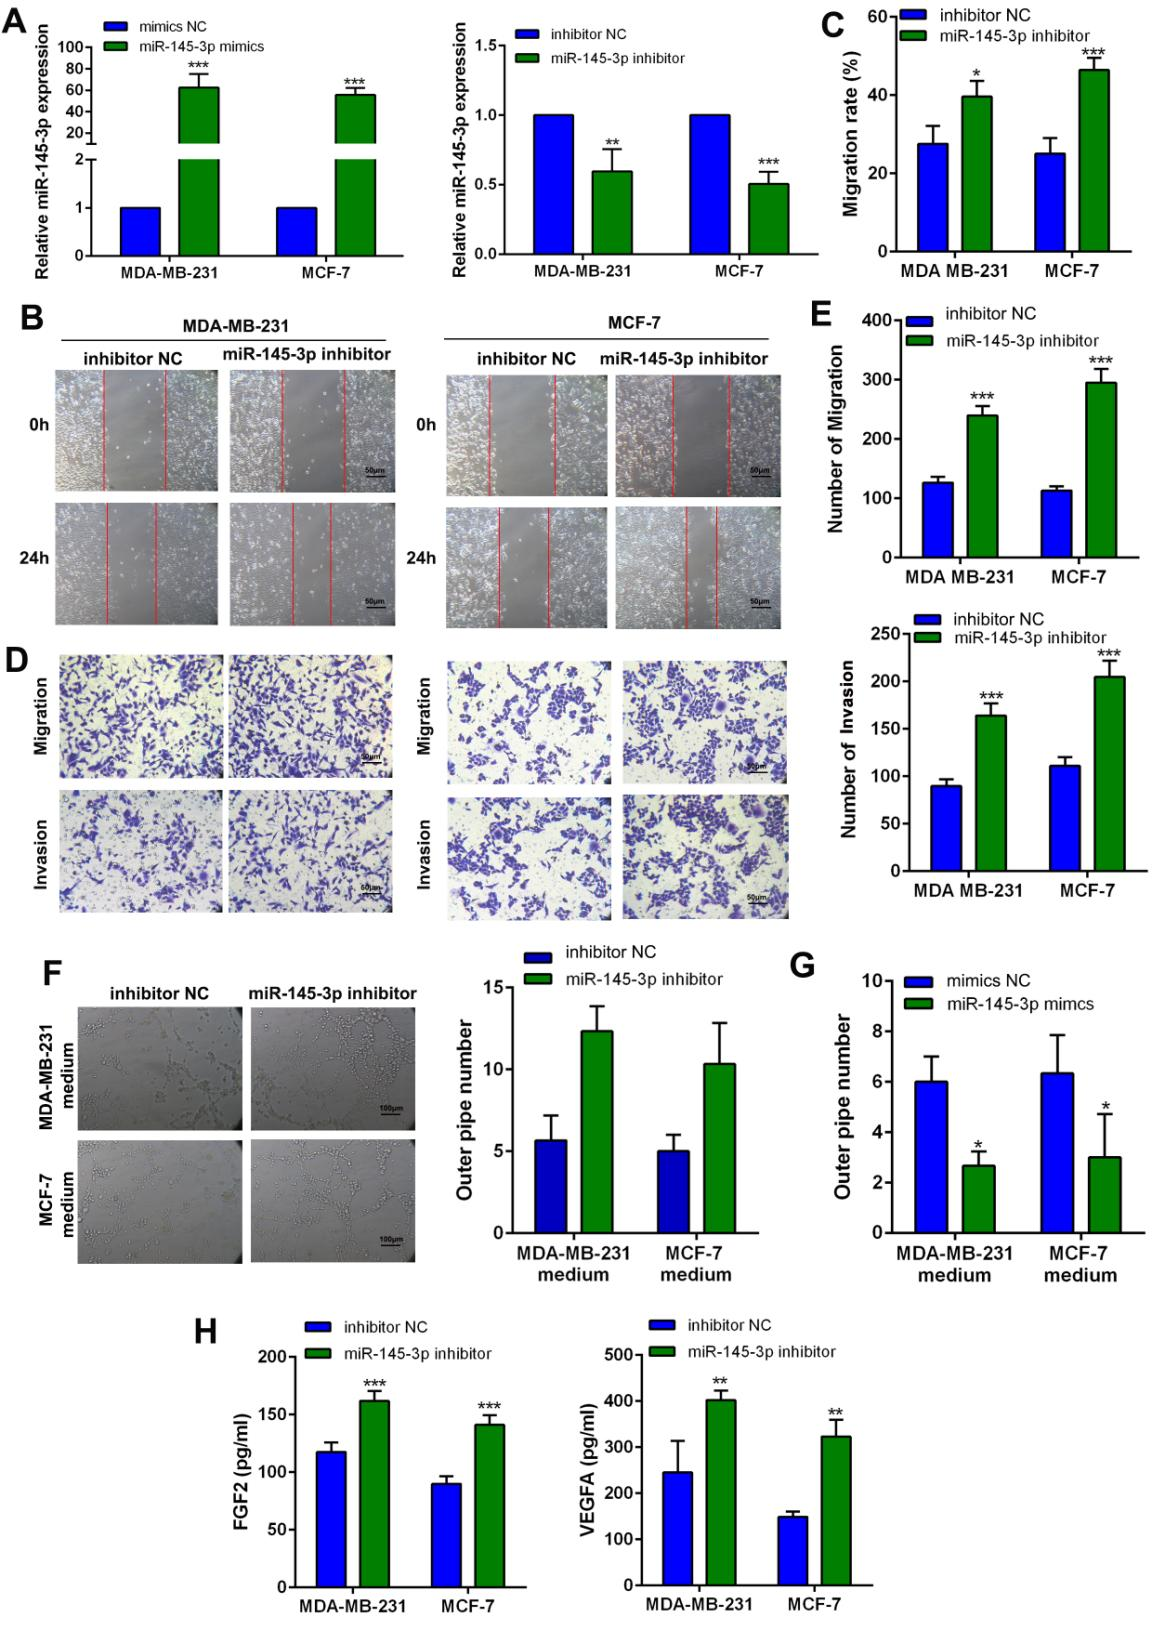 A
mimics NC
miR-145-3p mimics
Relative miR-145-3p expression
100
80
60
40
20
2
1
0
***
***
MDA-MB-231
MCF-7
inhibitor NC
miR-145-3p inhibitor
Relative miR-145-3p expression
1.5
1.0
0.5
0.0
**
***
MDA-MB-231
MCF-7
C
inhibitor NC
miR-145-3p inhibitor
Migration rate (%)
60
40
20
0
*
***
MDA MB-231
MCF-7
B
MDA-MB-231
MCF-7
inhibitor NC
miR-145-3p inhibitor
inhibitor NC
miR-145-3p inhibitor
0h
50μm
0h
50μm
24h
50μm
24h
50μm
E
inhibitor NC
miR-145-3p inhibitor
Number of Migration
400
300
200
100
0
***
***
MDA MB-231
MCF-7
inhibitor NC
miR-145-3p inhibitor
Number of Invasion
250
200
150
100
50
0
***
***
MDA MB-231
MCF-7
D
Migration
50μm
Migration
50μm
Invasion
50μm
Invasion
50μm
F
inhibitor NC
miR-145-3p inhibitor
MDA-MB-231
medium
100μm
MCF-7
medium
100μm
inhibitor NC
miR-145-3p inhibitor
Outer pipe number
15
10
5
0
MDA-MB-231
medium
MCF-7
medium
G
mimics NC
miR-145-3p mimcs
Outer pipe number
10
8
6
4
2
0
*
*
MDA-MB-231
medium
MCF-7
medium
H
inhibitor NC
miR-145-3p inhibitor
FGF2 (pg/ml)
200
150
100
50
0
***
***
MDA-MB-231
MCF-7
inhibitor NC
miR-145-3p inhibitor
VEGFA (pg/ml)
500
400
300
200
100
0
**
**
MDA-MB-231
MCF-7